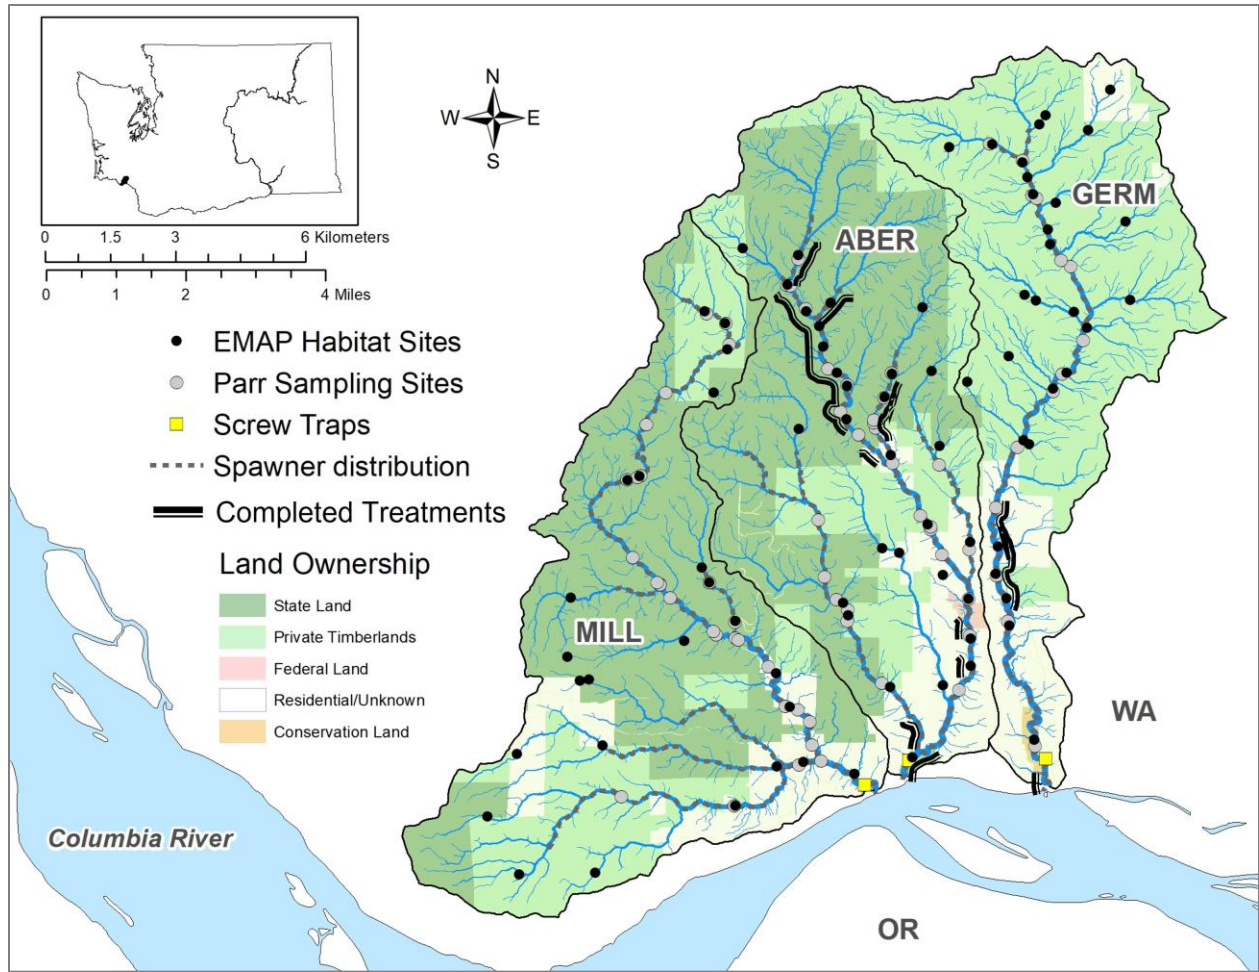 N
W E
S
0 1.5 3 6 Kilometers
0 1 2 4 Miles
EMAP Habitat Sites
Parr Sampling Sites
Screw Traps
Spawner distribution
Completed Treatments
Land Ownership
State Land
Private Timberlands
Federal Land
Residential/Unknown
Conservation Land
GERM
ABER
MILL
WA
Columbia River
OR